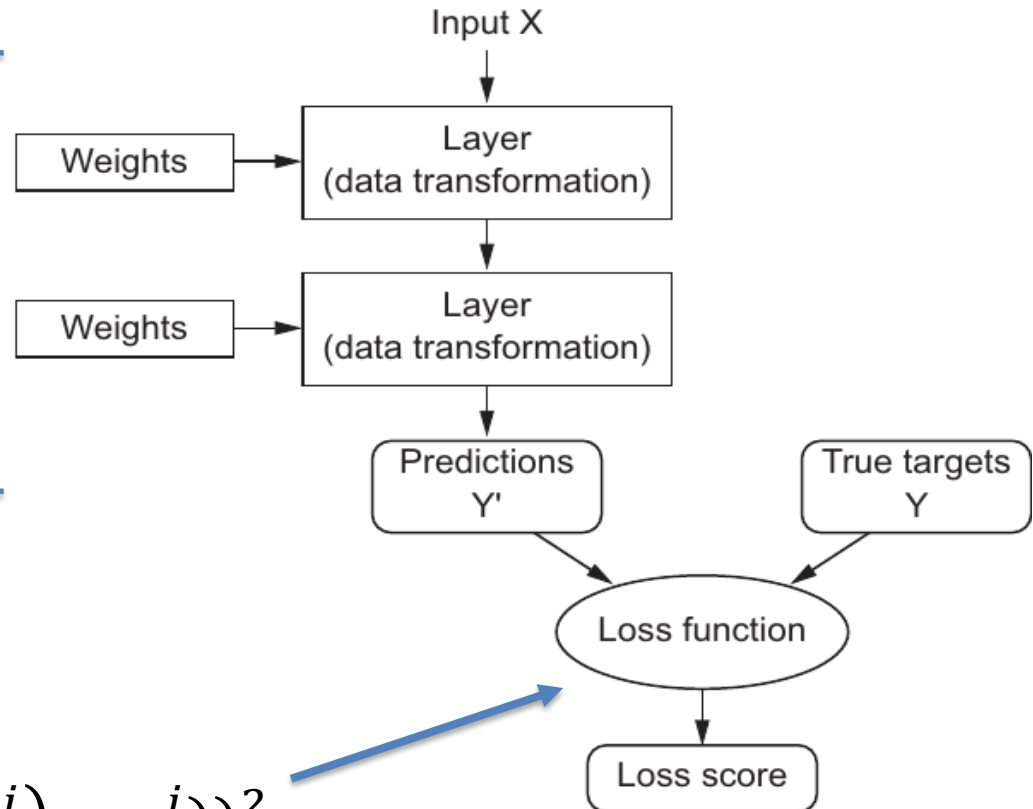 Input X
Weights
Layer
(data transformation)
Weights
Layer
(data transformation)
Predictions
Y'
True targets
Y
Loss function
Loss score